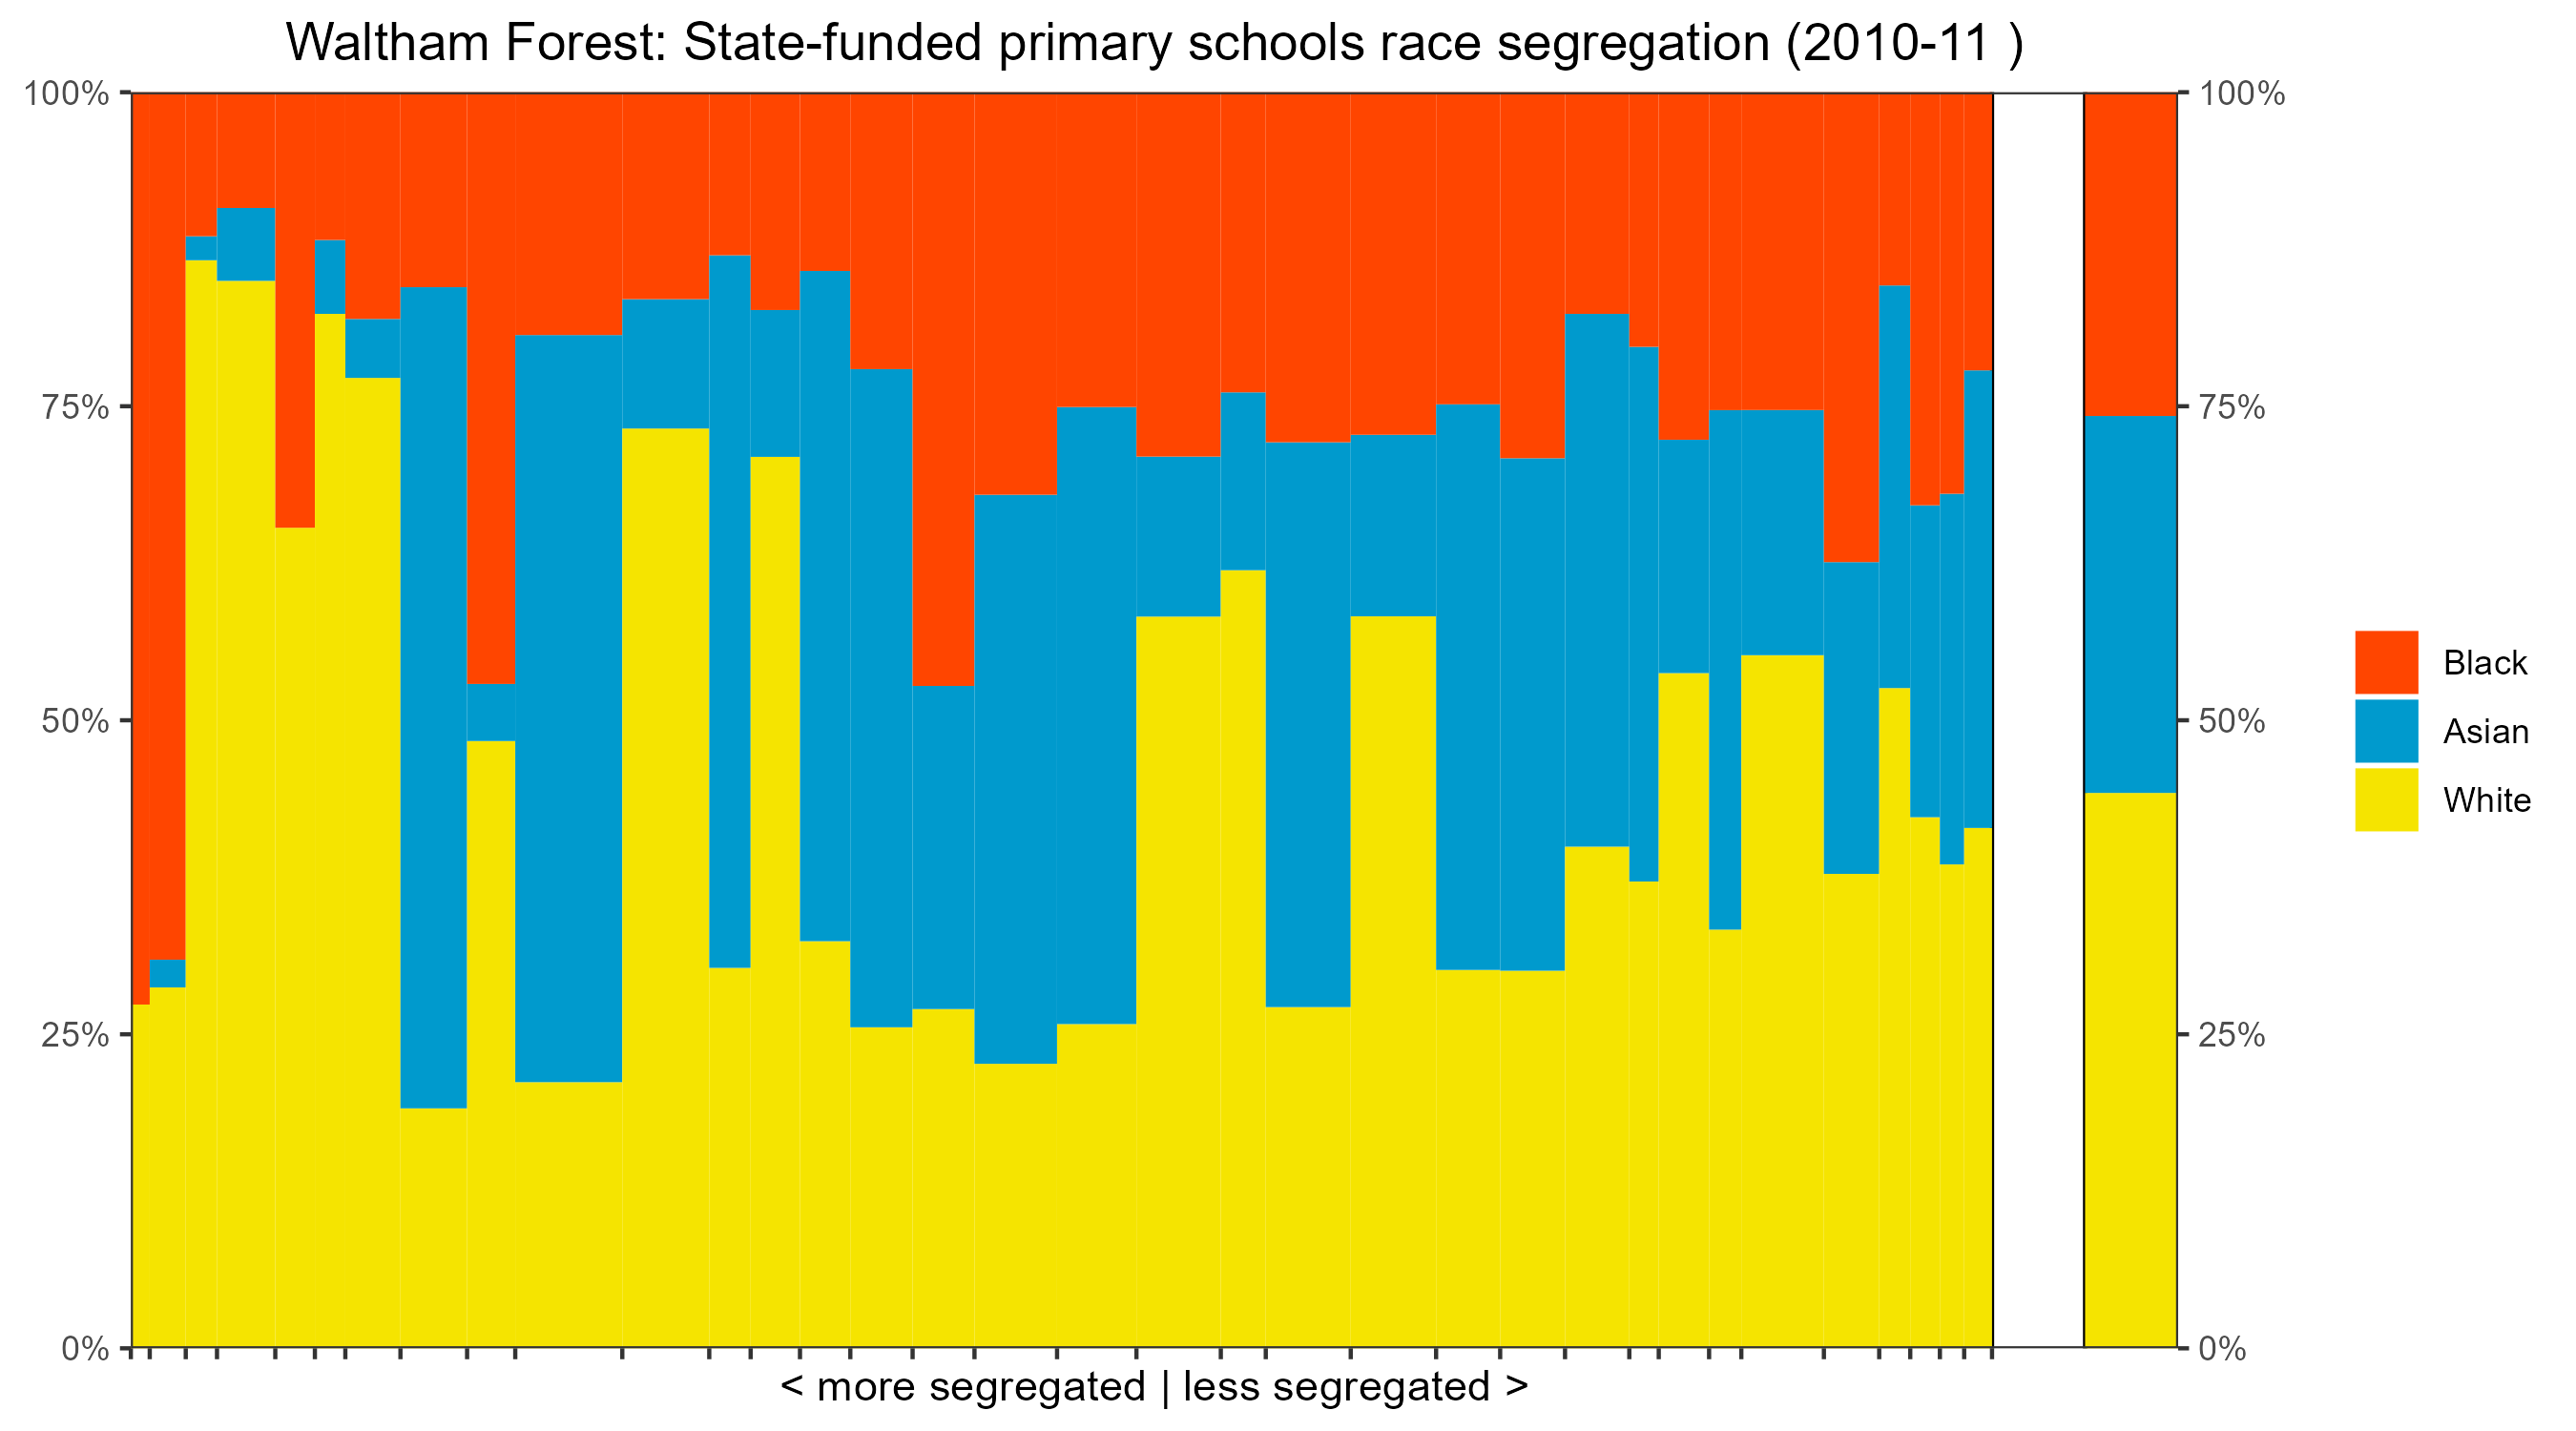 Waltham Forest: State-funded primary schools race segregation (2010-11 )
100%
75%
50%
25%
0%
100%
75%
50%
25%
0%
Black
Asian
White
< more segregated | less segregated >